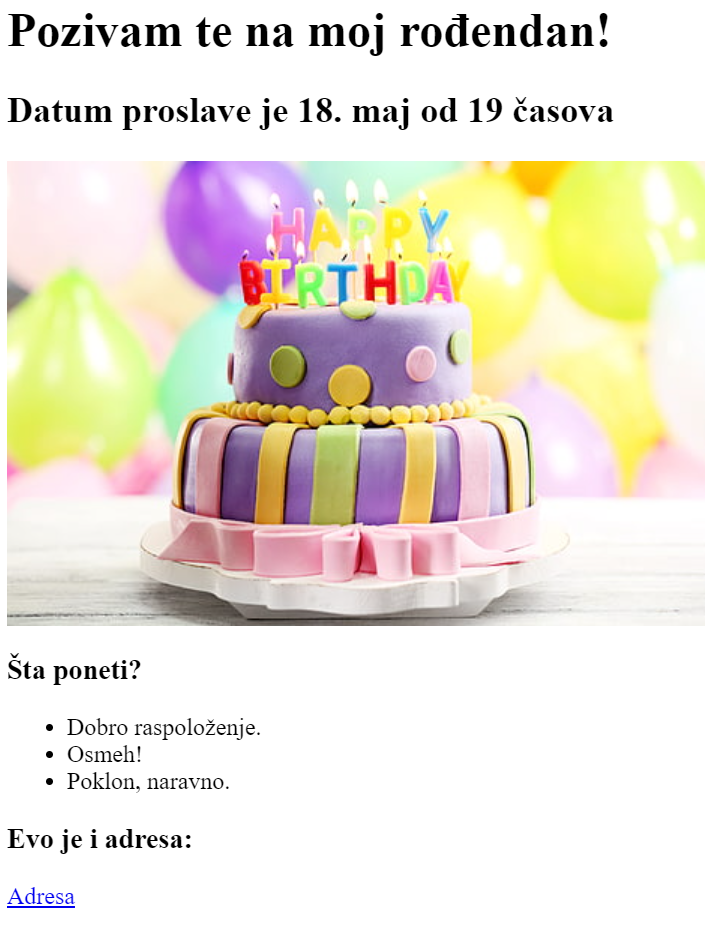 Pozivam te na moj rođendan!
Datum proslave je 18. maj od 19 časova
HAPPY
BIRTHDAY
Šta poneti?
Dobro raspoloženje.
Osmeh!
Poklon, naravno.
Evo je i adresa:
Adresa